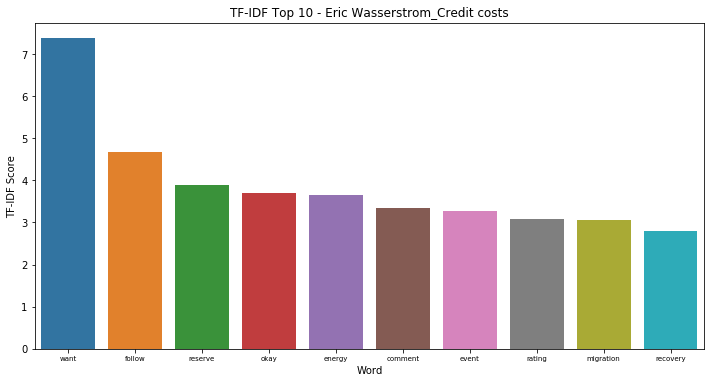 TF-IDF Top 10 - Eric Wasserstrom_Credit costs
TF-IDF Score
7
6
5
4
3
2
1
0
want follow reserve okay energy comment event rating migration recovery
Word